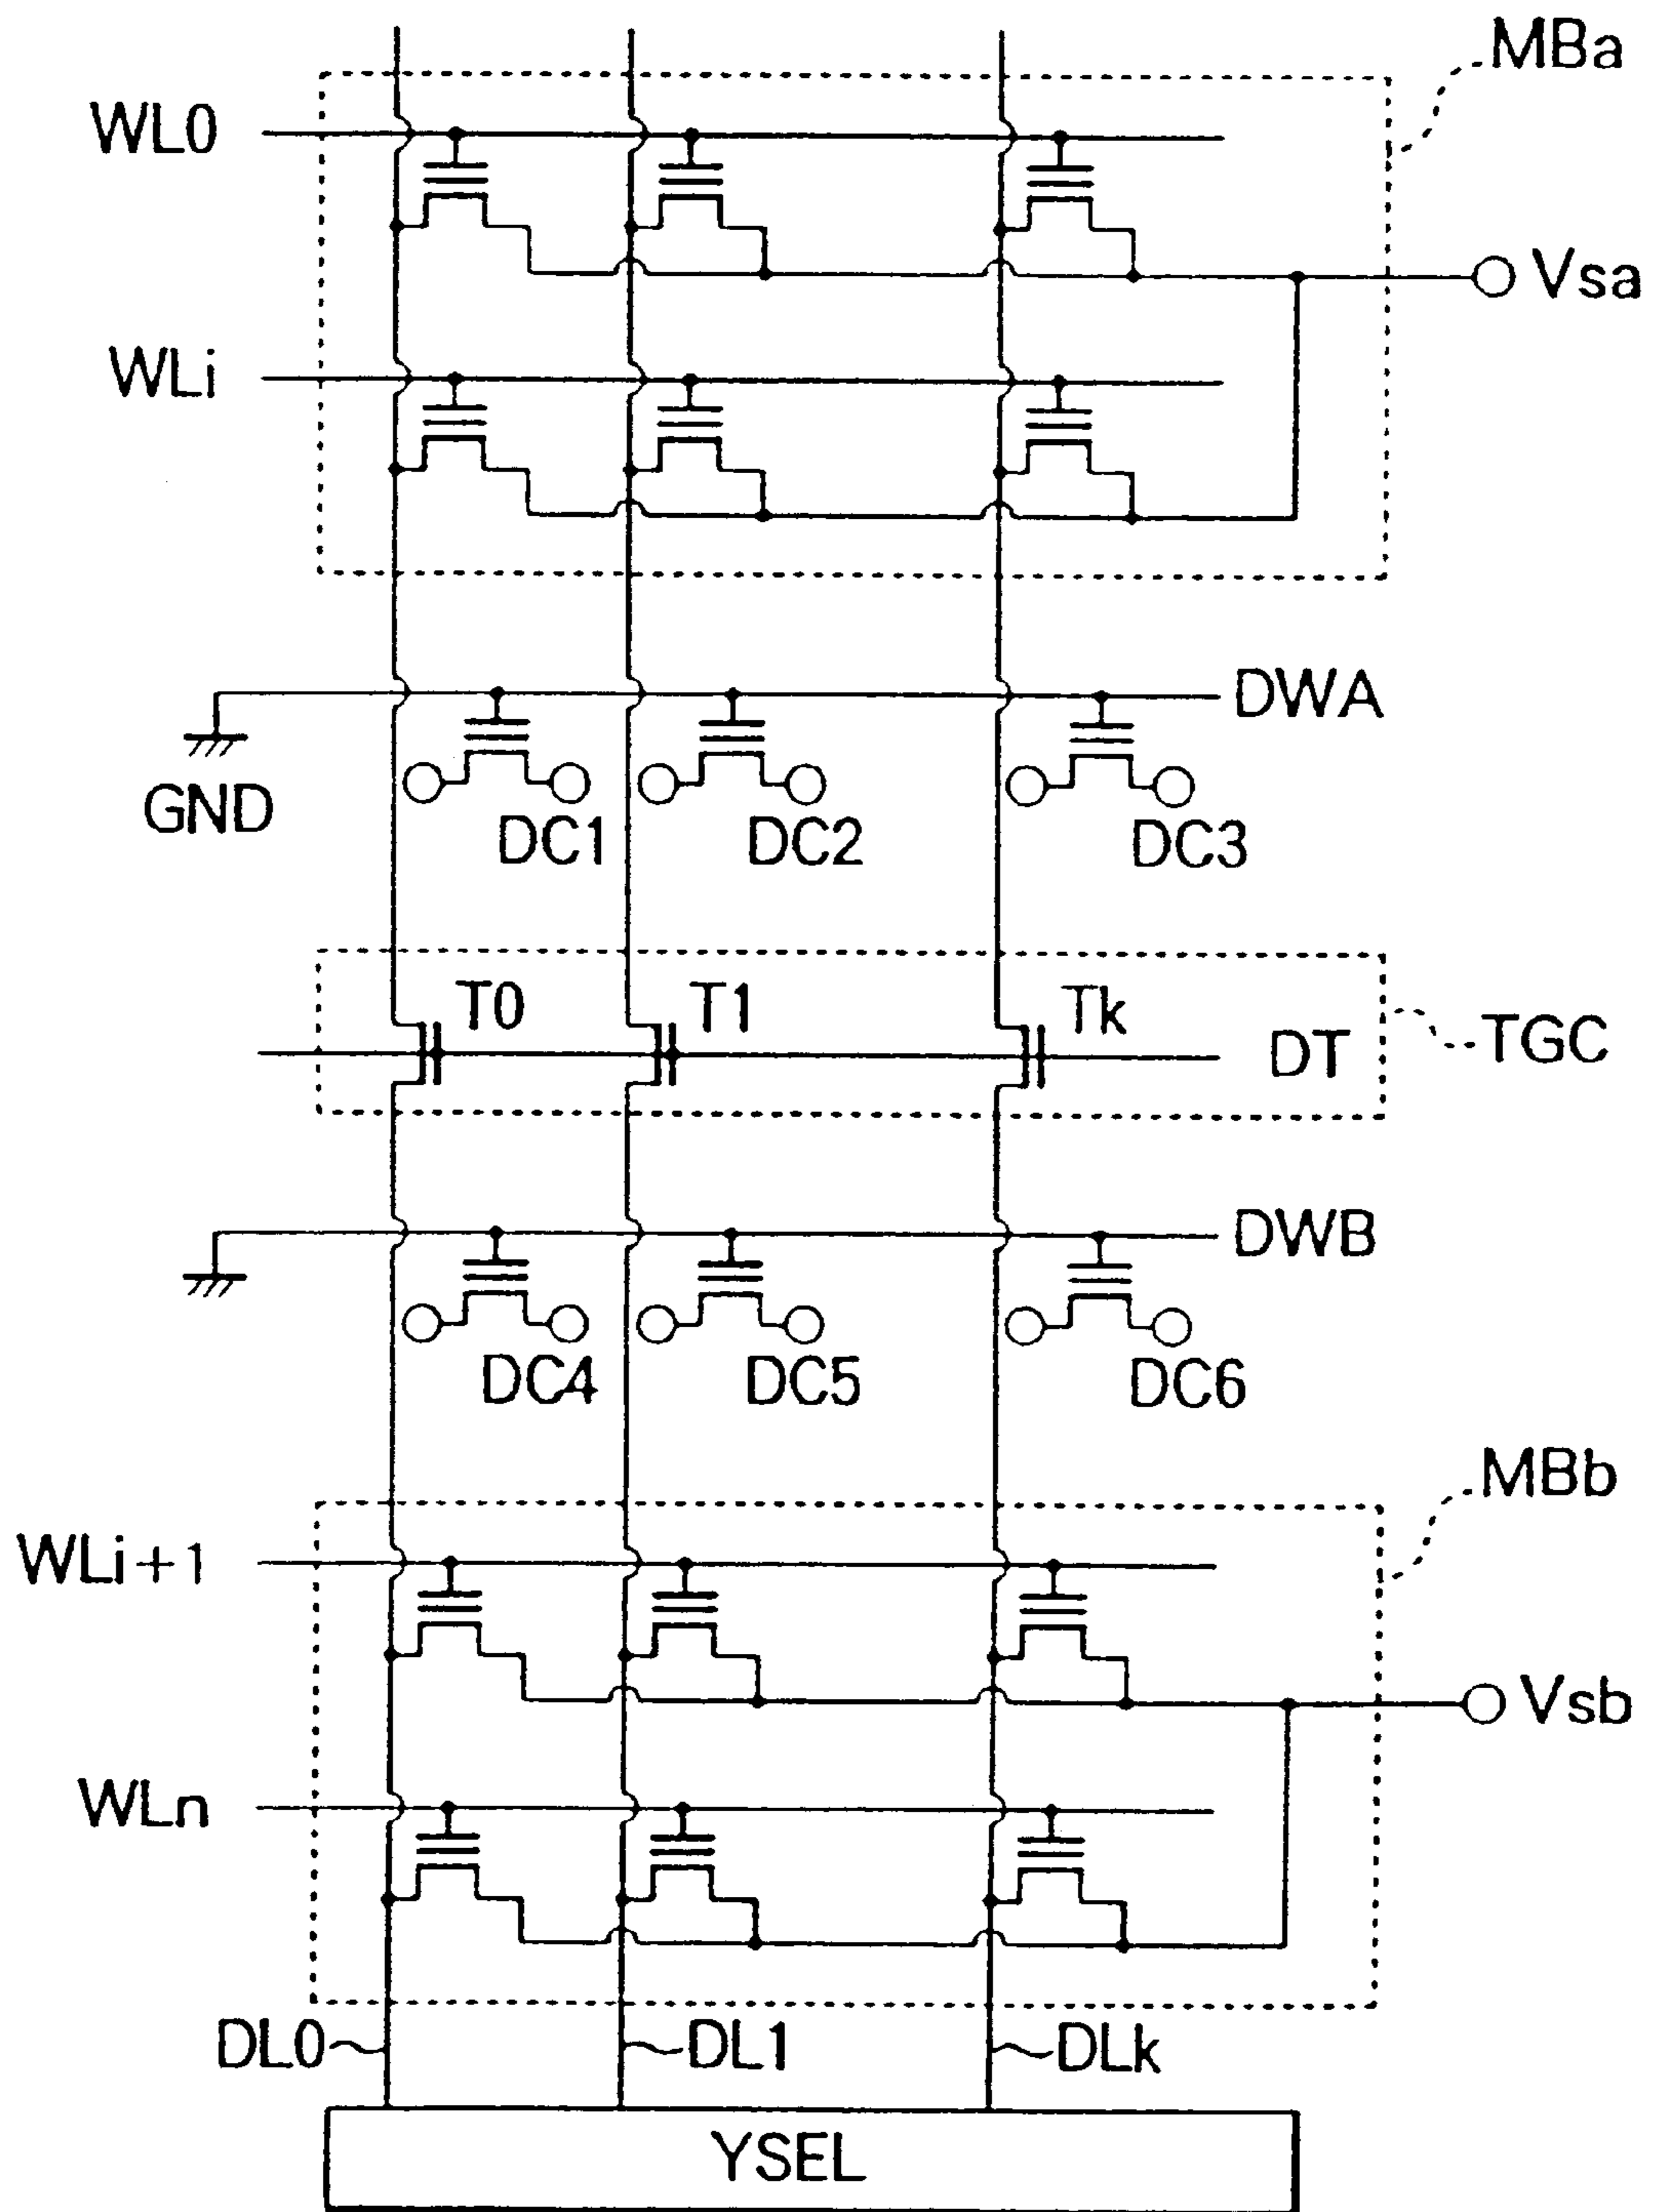 MBa
WL0
Vsa
WLi
DWA
GND
DC1 DC2 DC3
T0 T1 Tk
DT
TGC
DWB
DC4 DC5 DC6
MBb
WLi+1
Vsb
WLn
DL0 DL1 DLk
YSEL